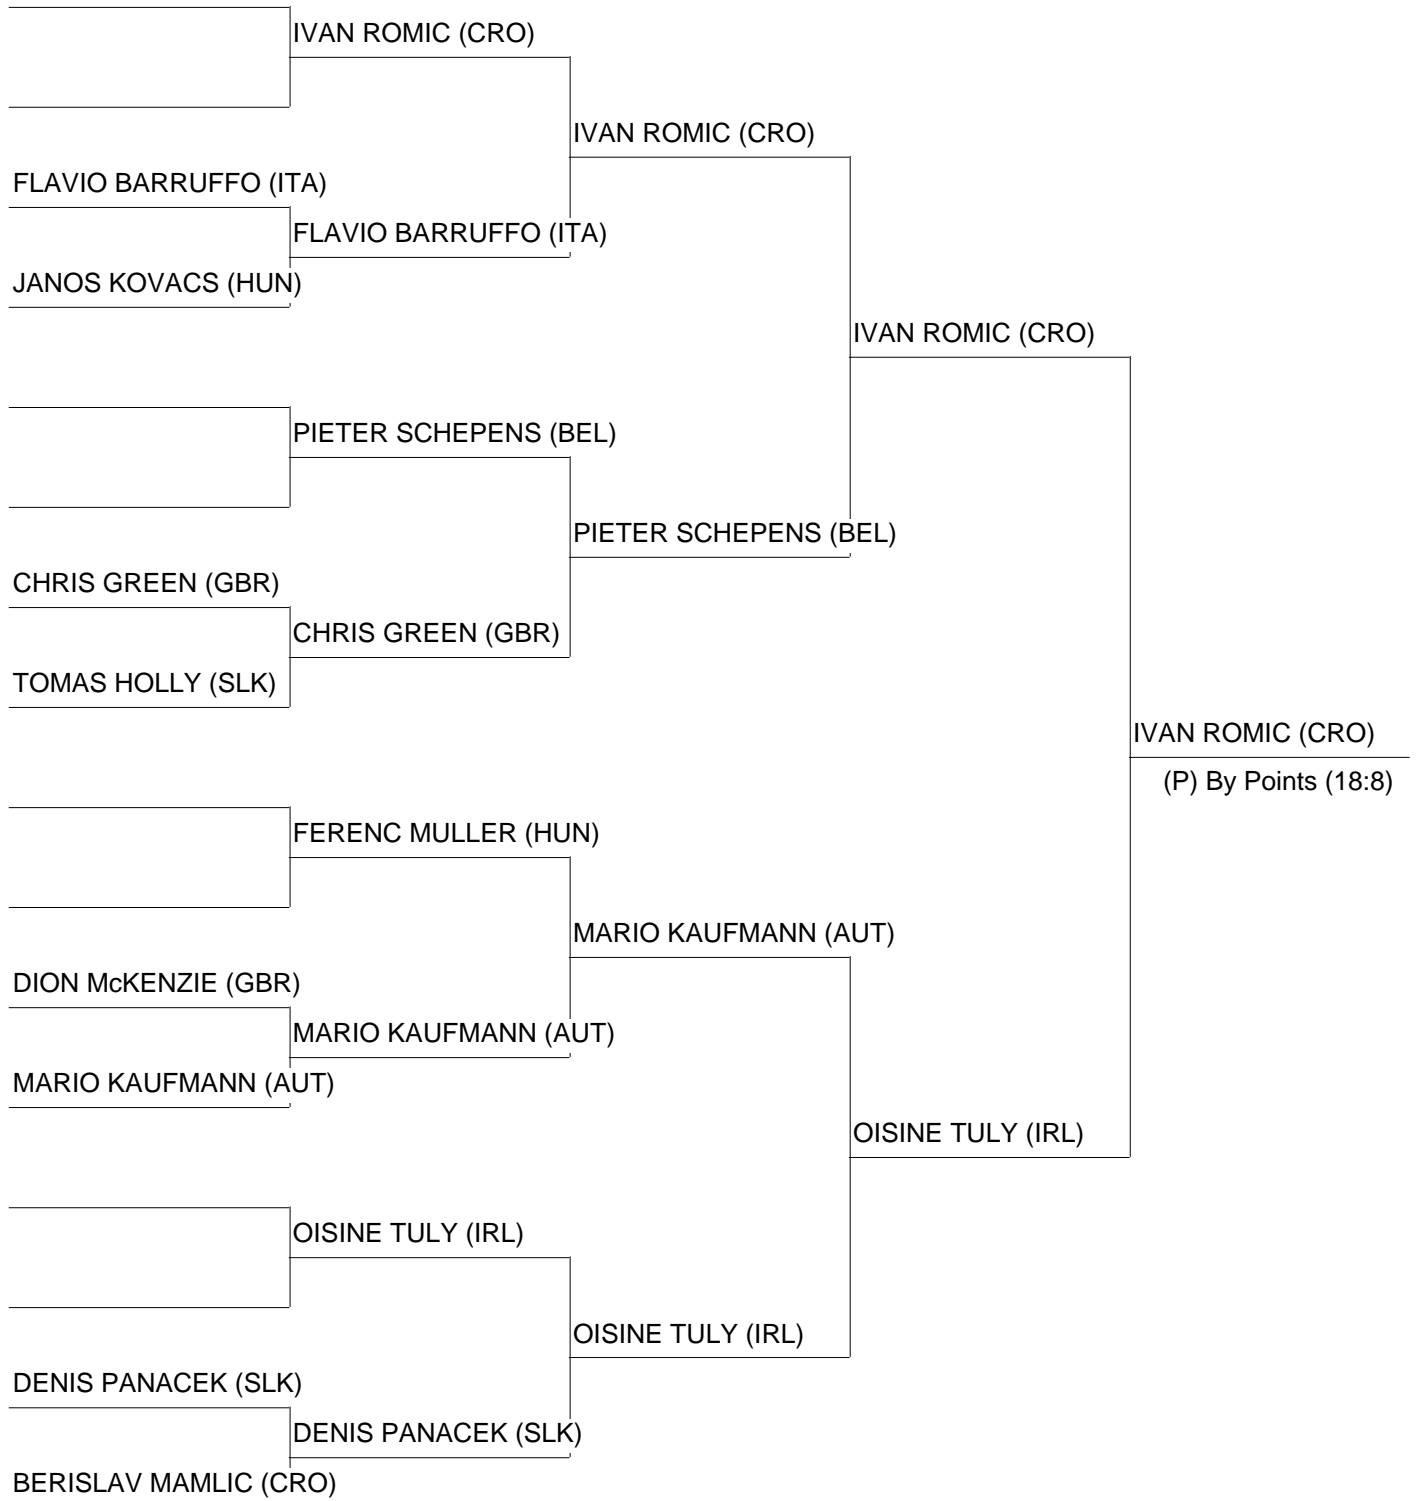 IVAN ROMIC (CRO)
IVAN ROMIC (CRO)
FLAVIO BARRUFFO (ITA)
FLAVIO BARRUFFO (ITA)
JANOS KOVACS (HUN)
IVAN ROMIC (CRO)
PIETER SCHEPENS (BEL)
PIETER SCHEPENS (BEL)
CHRIS GREEN (GBR)
CHRIS GREEN (GBR)
TOMAS HOLLY (SLK)
IVAN ROMIC (CRO)
(P) By Points (18:8)
FERENC MULLER (HUN)
MARIO KAUFMANN (AUT)
DION McKENZIE (GBR)
MARIO KAUFMANN (AUT)
MARIO KAUFMANN (AUT)
OISINE TULY (IRL)
OISINE TULY (IRL)
OISINE TULY (IRL)
DENIS PANACEK (SLK)
DENIS PANACEK (SLK)
BERISLAV MAMLIC (CRO)